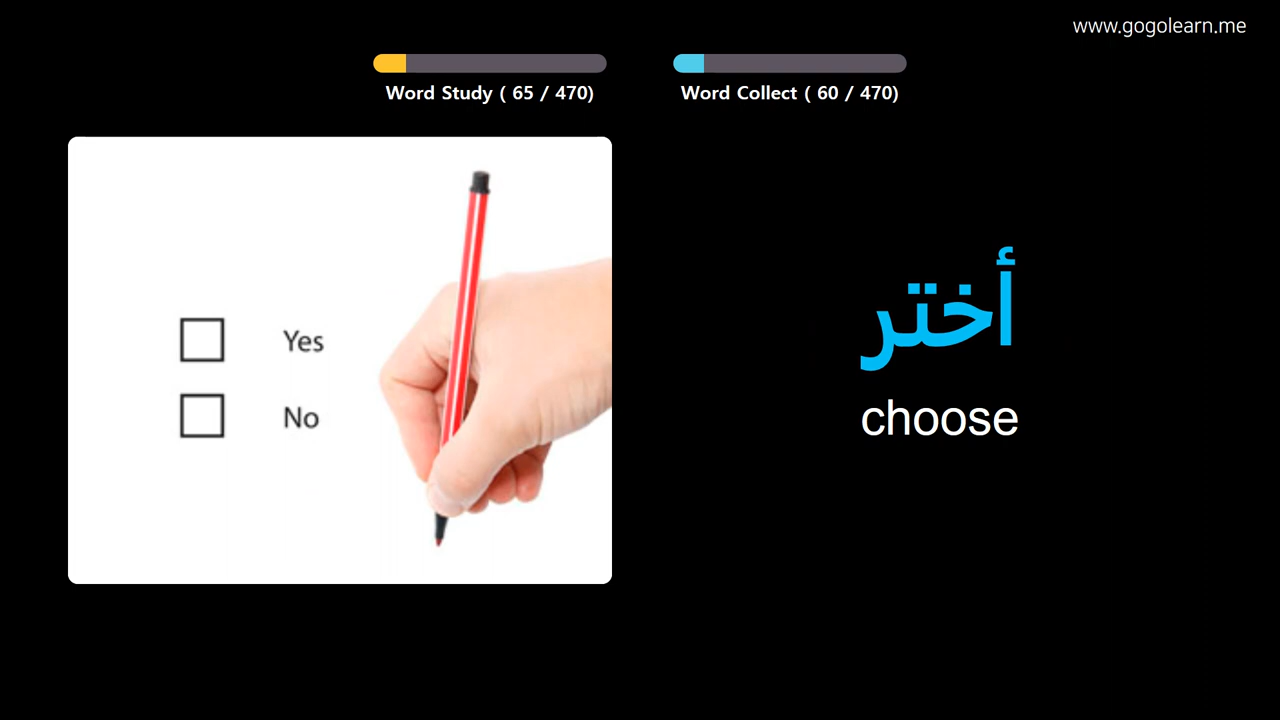 www.gogolearn.me
Word Study ( 65 / 470)
Word Collect ( 60 / 470)
Yes
No
أختر
choose